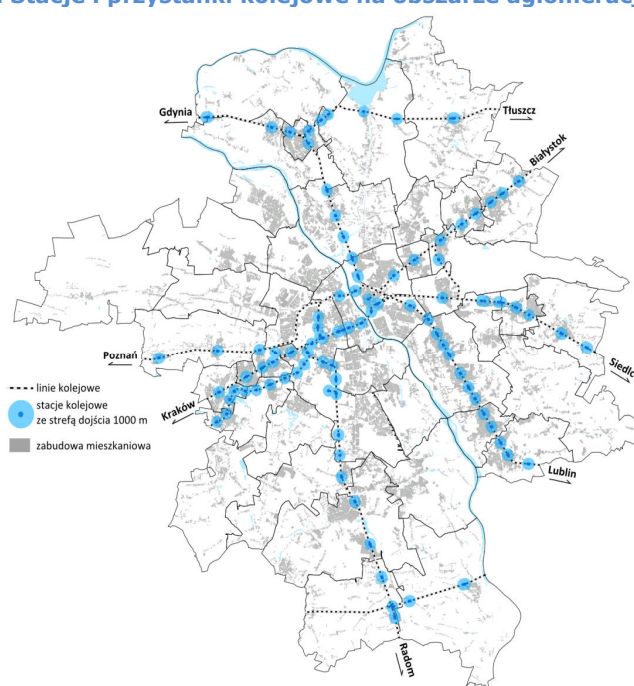 Stacje i przystanki kolejowe na obszarze aglomerac
Gdynia
Tłuszcz
Białystok
Poznań
Siedlc
Kraków
linie kolejowe
stacje kolejowe
ze strefą dojścia 1000 m
zabudowa mieszkaniowa
Lublin
Radom